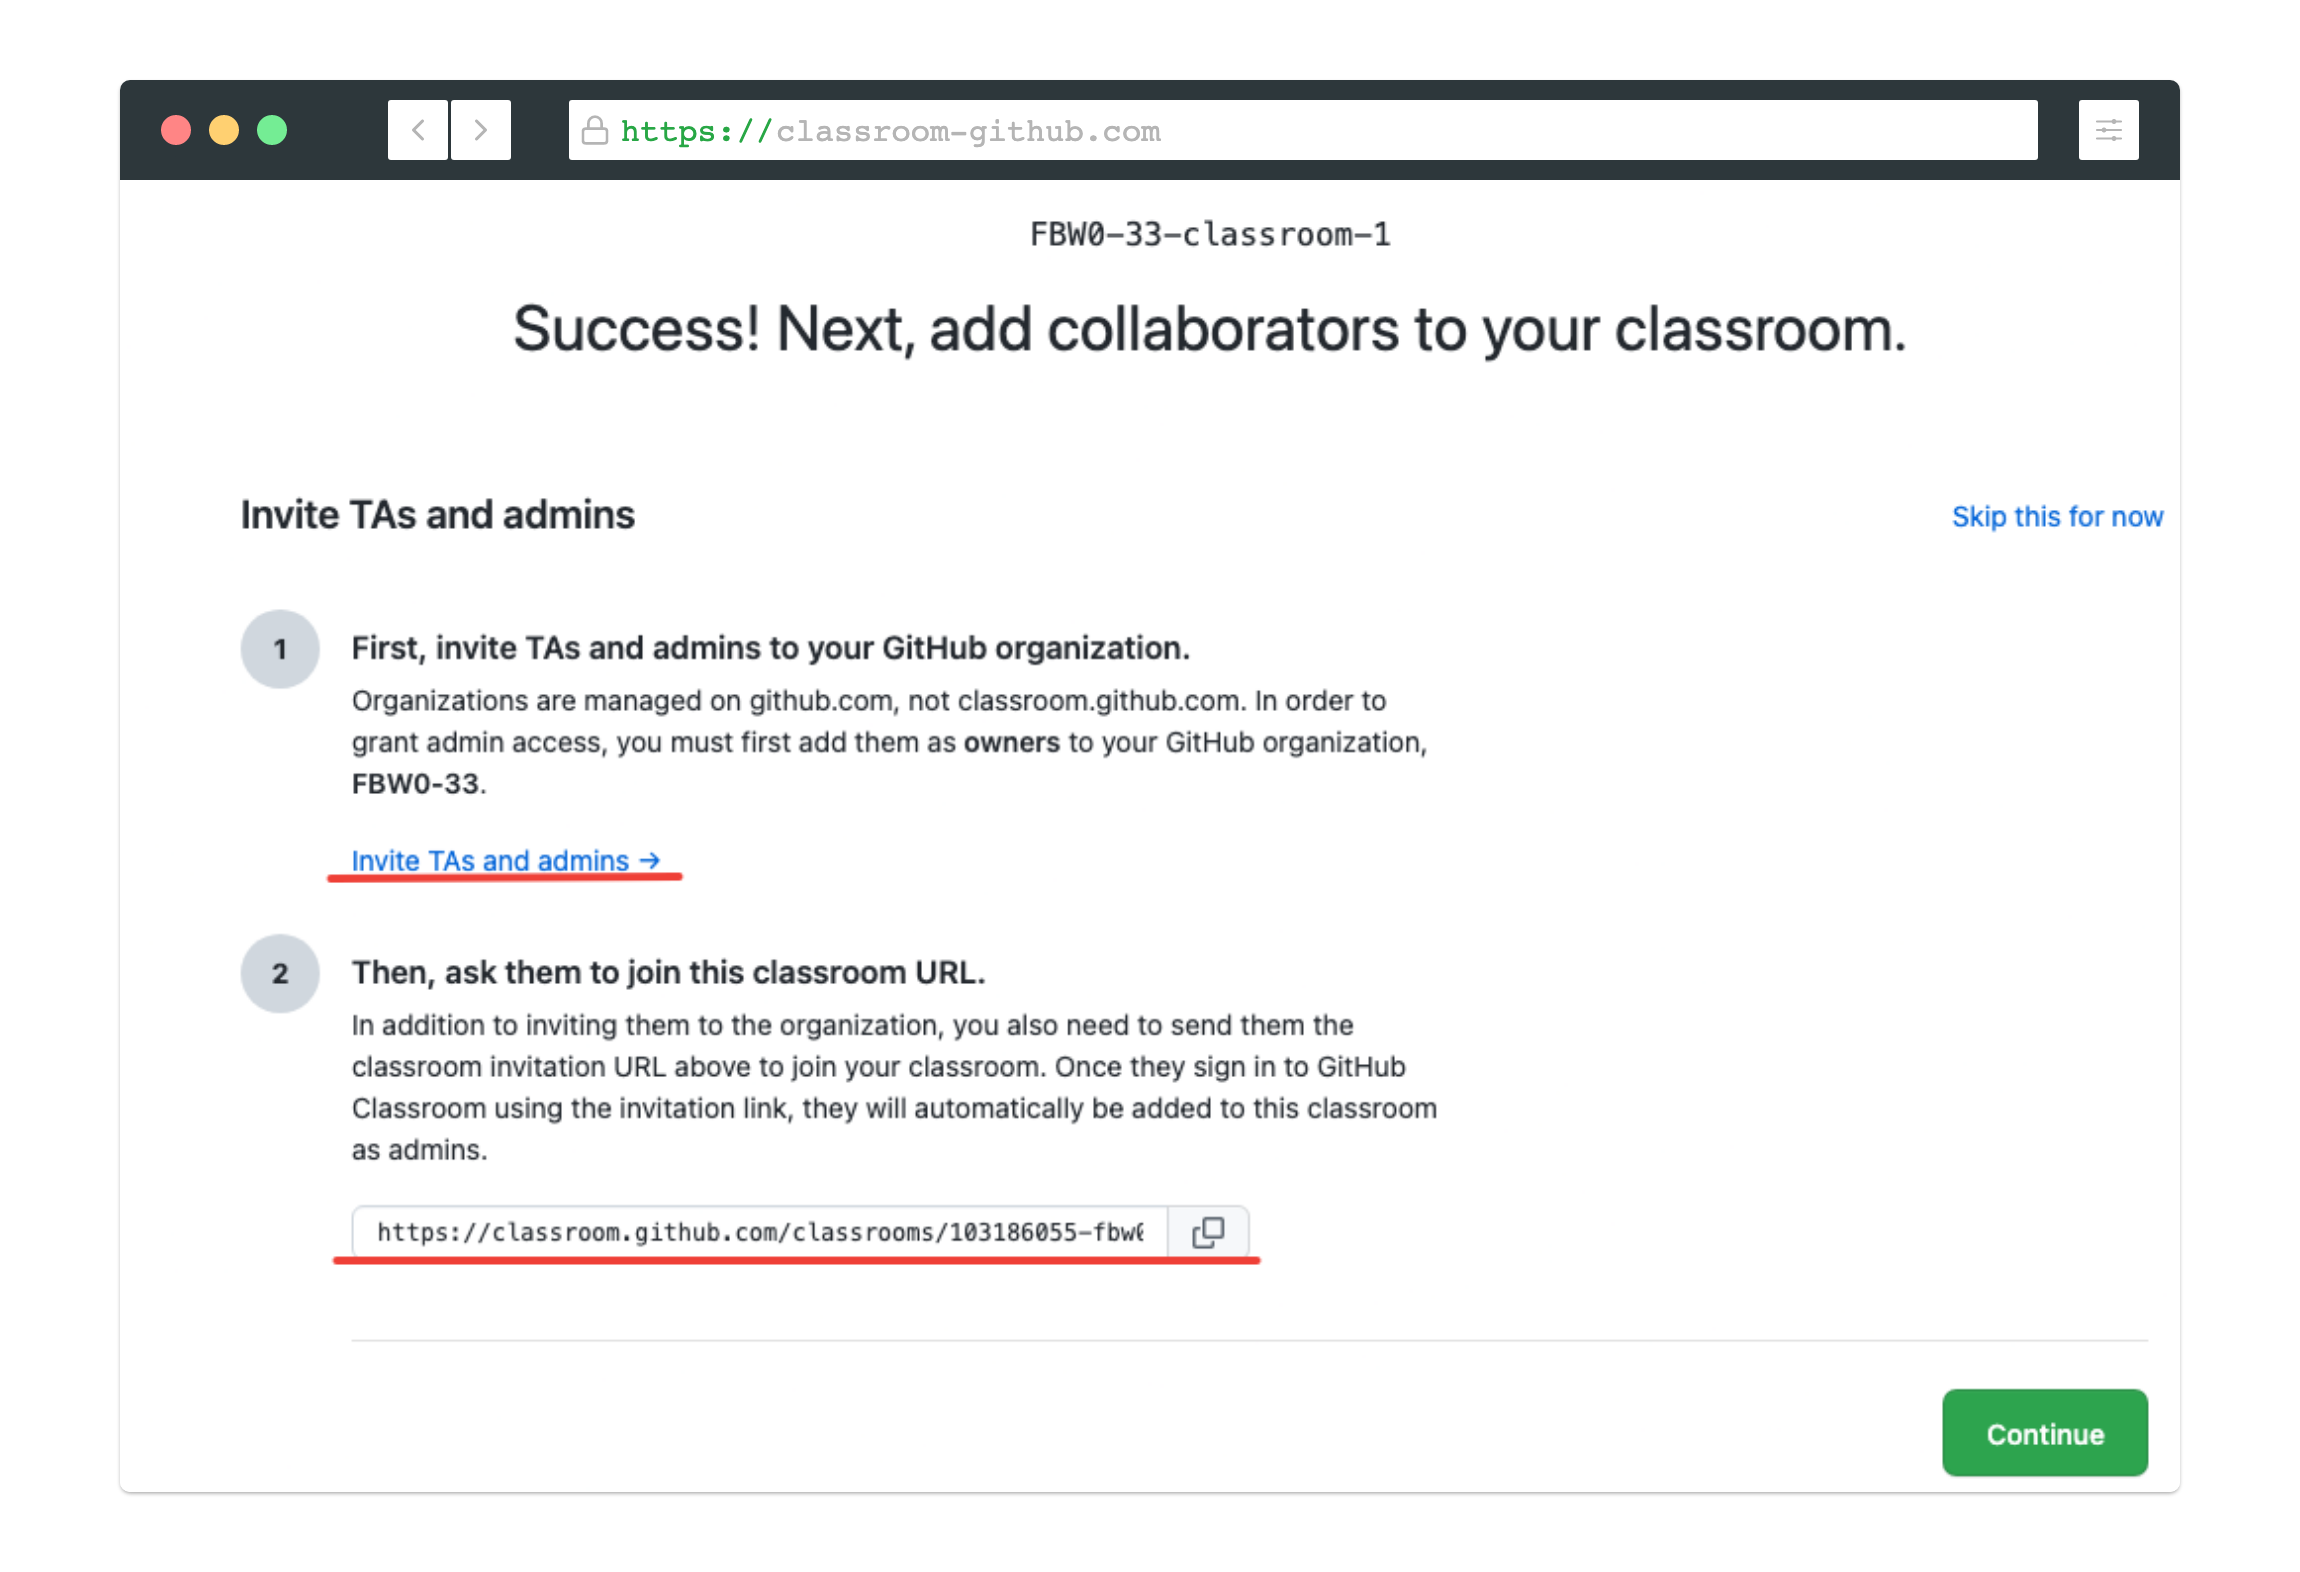 https://classroom-github.com
FBW0-33-classroom-1
Success! Next, add collaborators to your classroom.
Invite TAs and admins
Skip this for now
1
First, invite TAs and admins to your GitHub organization.
Organizations are managed on github.com, not classroom.github.com. In order to
grant admin access, you must first add them as owners to your GitHub organization,
FBW0-33.
Invite TAs and admins →
2
Then, ask them to join this classroom URL.
In addition to inviting them to the organization, you also need to send them the
classroom invitation URL above to join your classroom. Once they sign in to GitHub
Classroom using the invitation link, they will automatically be added to this classroom
as admins.
https://classroom.github.com/classrooms/103186055-fbw
Continue